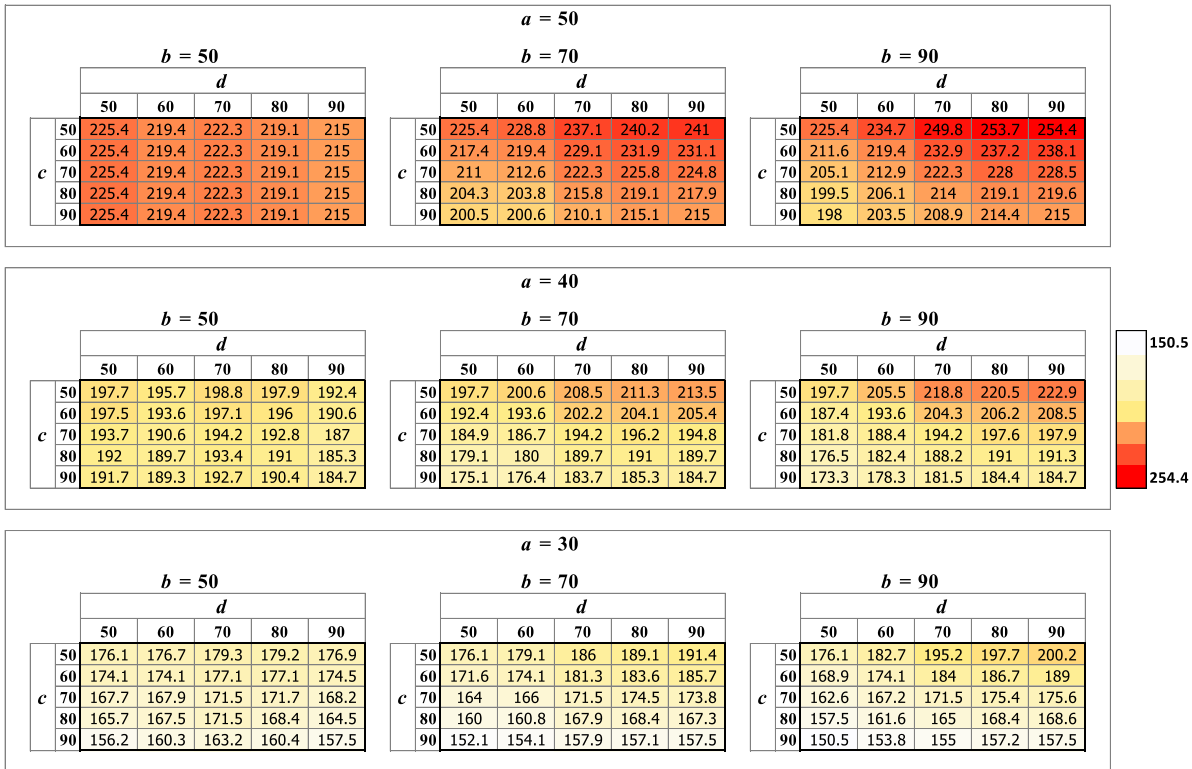 a = 50
b = 50 b = 70 b = 90
d d d
50 60 70 80 90 50 60 70 80 90 50 60 70 80 90
50 225.4 219.4 222.3 219.1 215 50 225.4 228.8 237.1 240.2 241 50 225.4 234.7 249.8 253.7 254.4
60 225.4 219.4 222.3 219.1 215 60 217.4 219.4 229.1 231.9 231.1 60 211.6 219.4 232.9 237.2 238.1
c 70 225.4 219.4 222.3 219.1 215 c 70 211 212.6 222.3 225.8 224.8 c 70 205.1 212.9 222.3 228 228.5
80 225.4 219.4 222.3 219.1 215 80 204.3 203.8 215.8 219.1 217.9 80 199.5 206.1 214 219.1 219.6
90 225.4 219.4 222.3 219.1 215 90 200.5 200.6 210.1 215.1 215 90 198 203.5 208.9 214.4 215
a = 40
b = 50 b = 70 b = 90
d d d
50 60 70 80 90 50 60 70 80 90 50 60 70 80 90
50 197.7 195.7 198.8 197.9 192.4 50 197.7 200.6 208.5 211.3 213.5 50 197.7 205.5 218.8 220.5 222.9
60 197.5 193.6 197.1 196 190.6 60 192.4 193.6 202.2 204.1 205.4 60 187.4 193.6 204.3 206.2 208.5
c 70 193.7 190.6 194.2 192.8 187 c 70 184.9 186.7 194.2 196.2 194.8 c 70 181.8 188.4 194.2 197.6 197.9
80 192 189.7 193.4 191 185.3 80 179.1 180 189.7 191 189.7 80 176.5 182.4 188.2 191 191.3
90 191.7 189.3 192.7 190.4 184.7 90 175.1 176.4 183.7 185.3 184.7 90 173.3 178.3 181.5 184.4 184.7
150.5
254.4
a = 30
b = 50 b = 70 b = 90
d d d
50 60 70 80 90 50 60 70 80 90 50 60 70 80 90
50 176.1 176.7 179.3 179.2 176.9 50 176.1 179.1 186 189.1 191.4 50 176.1 182.7 195.2 197.7 200.2
60 174.1 174.1 177.1 177.1 174.5 60 171.6 174.1 181.3 183.6 185.7 60 168.9 174.1 184 186.7 189
c 70 167.7 167.9 171.5 171.7 168.2 c 70 164 166 171.5 174.5 173.8 c 70 162.6 167.2 171.5 175.4 175.6
80 165.7 167.5 171.5 168.4 164.5 80 160 160.8 167.9 168.4 167.3 80 157.5 161.6 165 168.4 168.6
90 156.2 160.3 163.2 160.4 157.5 90 152.1 154.1 157.9 157.1 157.5 90 150.5 153.8 155 157.2 157.5